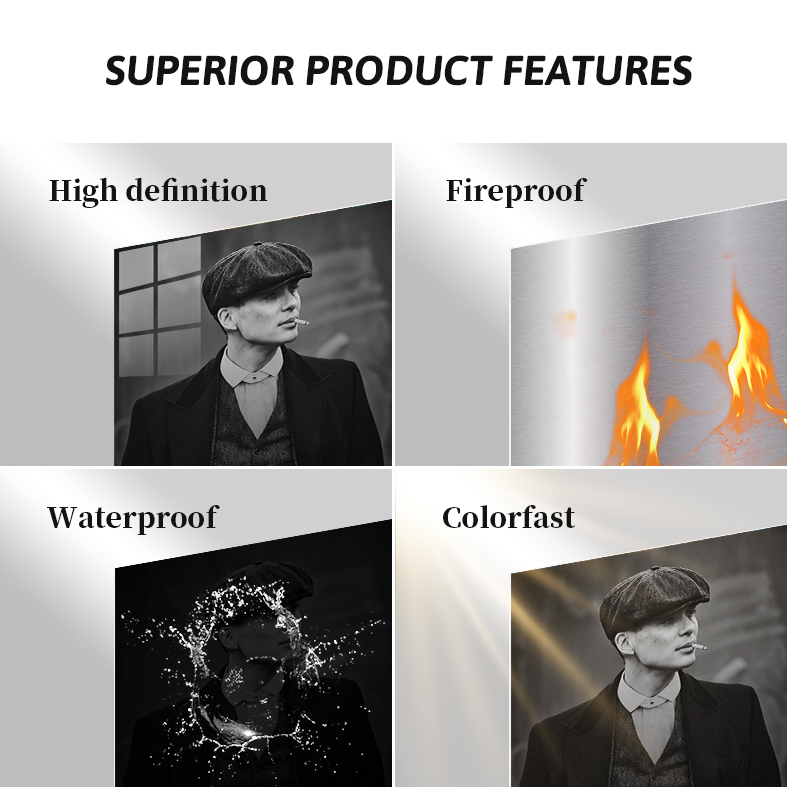 SUPERIOR PRODUCT FEATURES
High definition
Fireproof
Waterproof
Colorfast